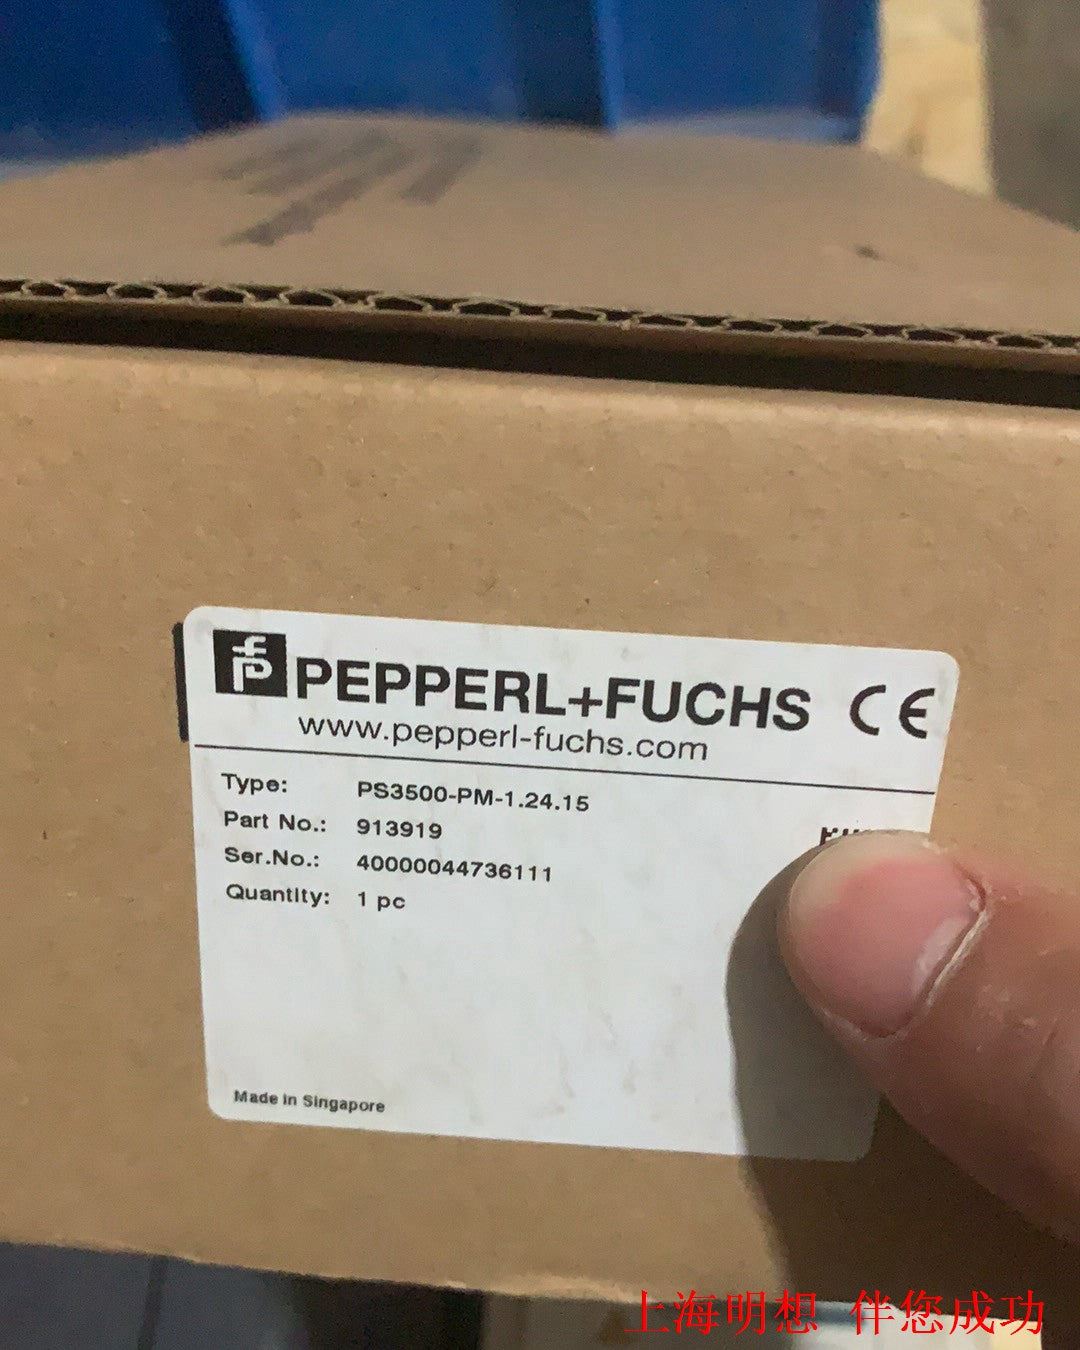 PEPPERL+FUCHS CE
www.pepperl-fuchs.com
Type: PS3500-PM-1.24.15
Part No.: 913919
Ser.No.: 40000044736111
Quantity: 1 pc
Made in Singapore
上海明想 伴您成功